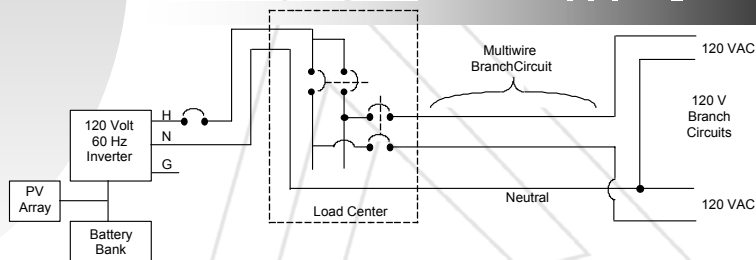 Multiwire
BranchCircuit
120 VAC
120 Volt
60 Hz
Inverter
H
N
G
120 V
Branch
Circuits
PV
Array
Battery
Bank
Load Center
Neutral
120 VAC